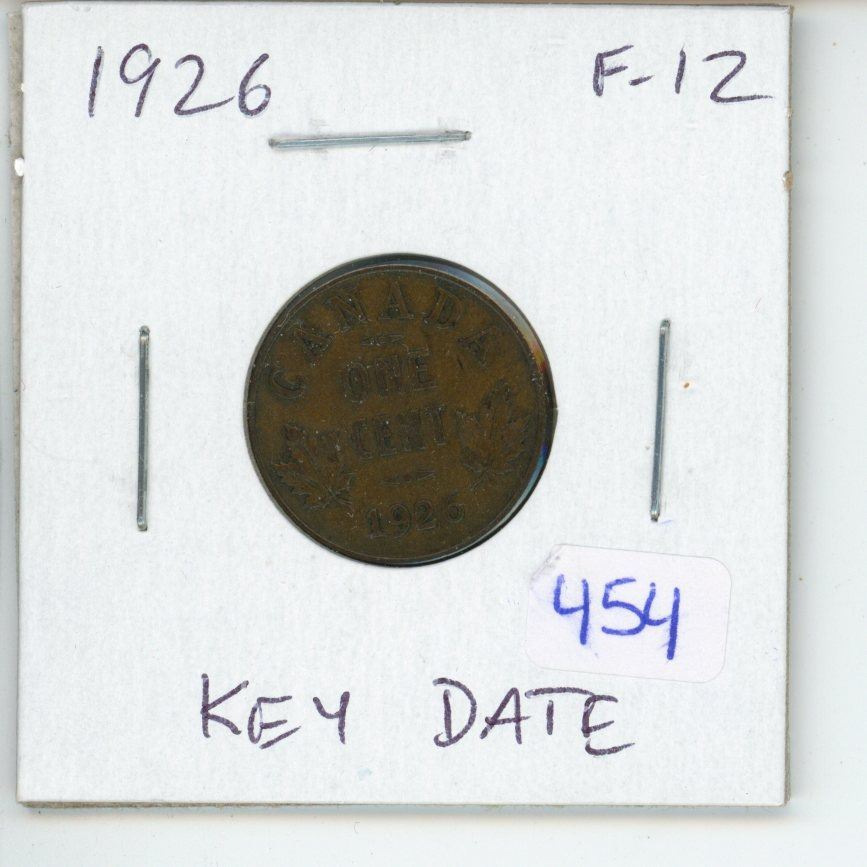 1926 F-12
CANADA
ONE
CENT
1926
454
KEY DATE